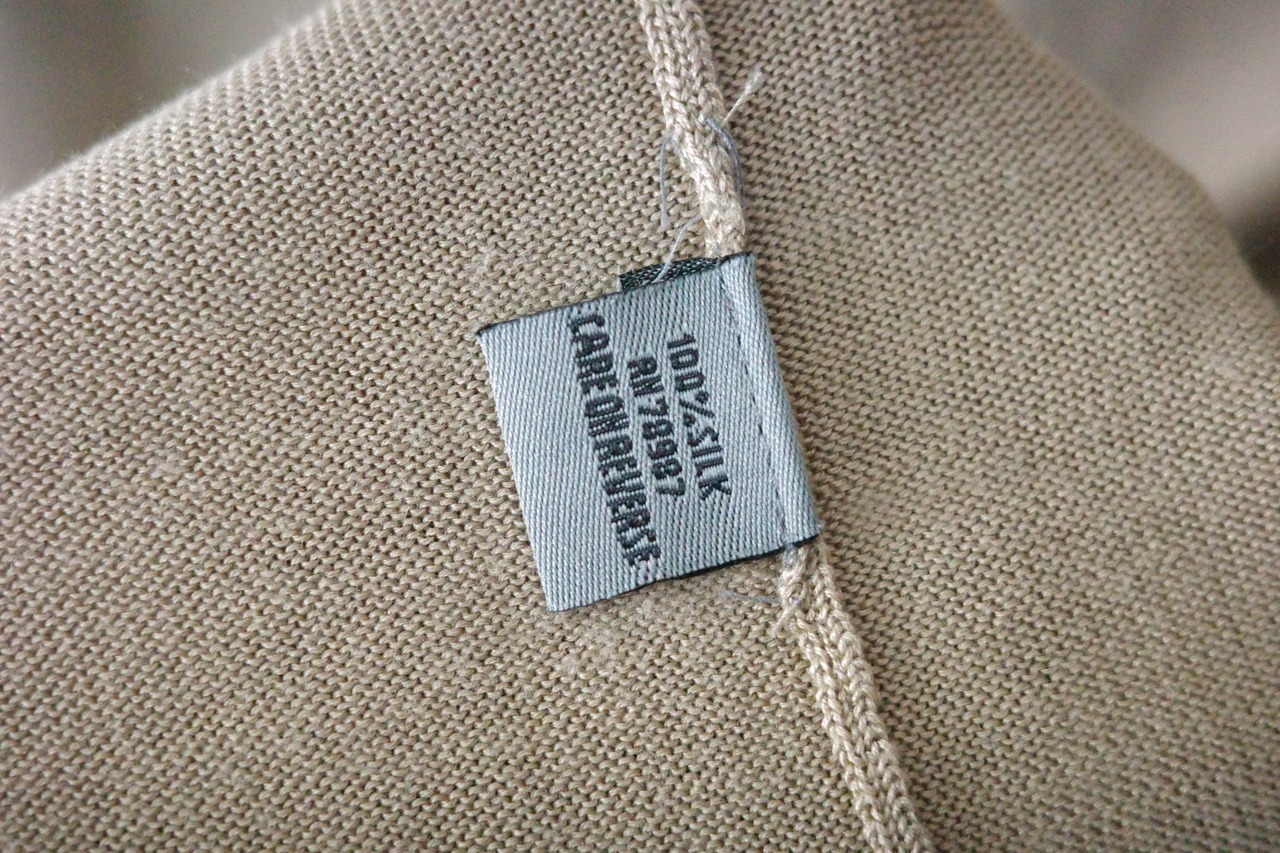 100% SILK
RN 78987
CARE ON REVERSE